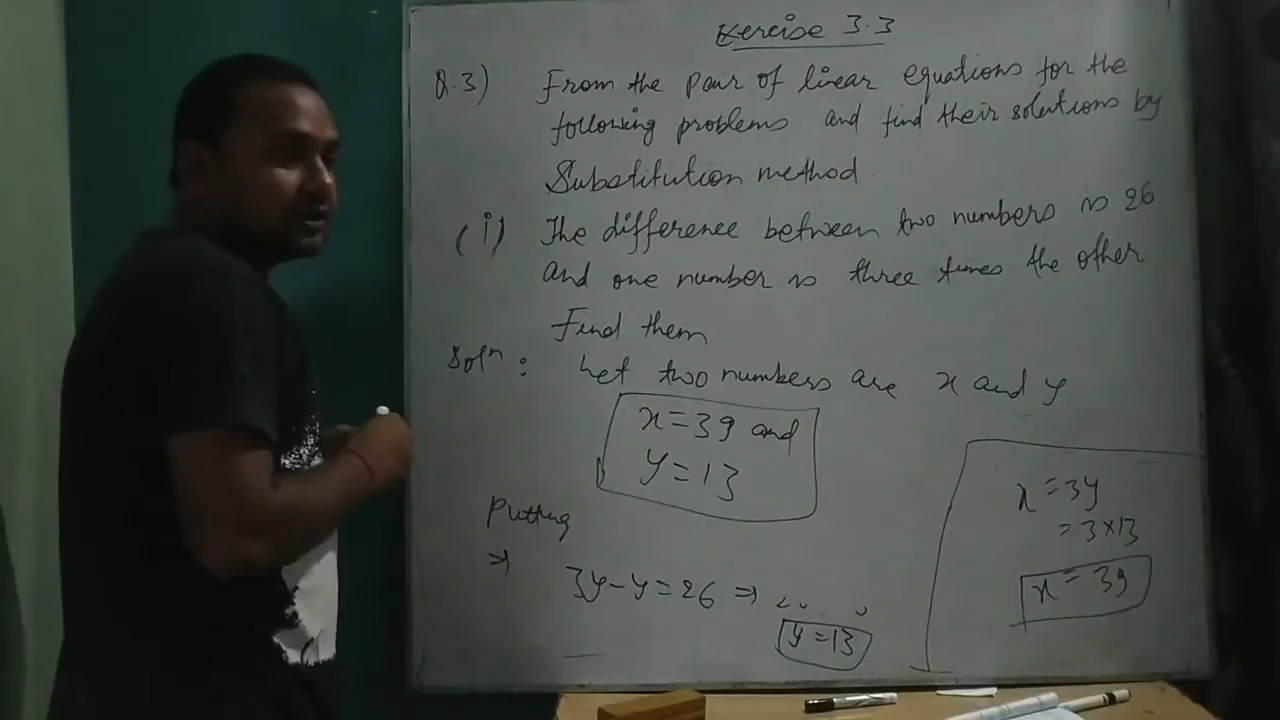 Exercise 3.3
Q.3) From the pair of linear equations for the
following problems and find their solutions by
Substitution method
(i) The difference between two numbers is 26
and one number is three times the other
Find them
Soln: Let two numbers are x and y
x=39 and
y=13
Putting
⇒ 3y-y=26 ⇒
y=13
x=3y
=3×13
x=39